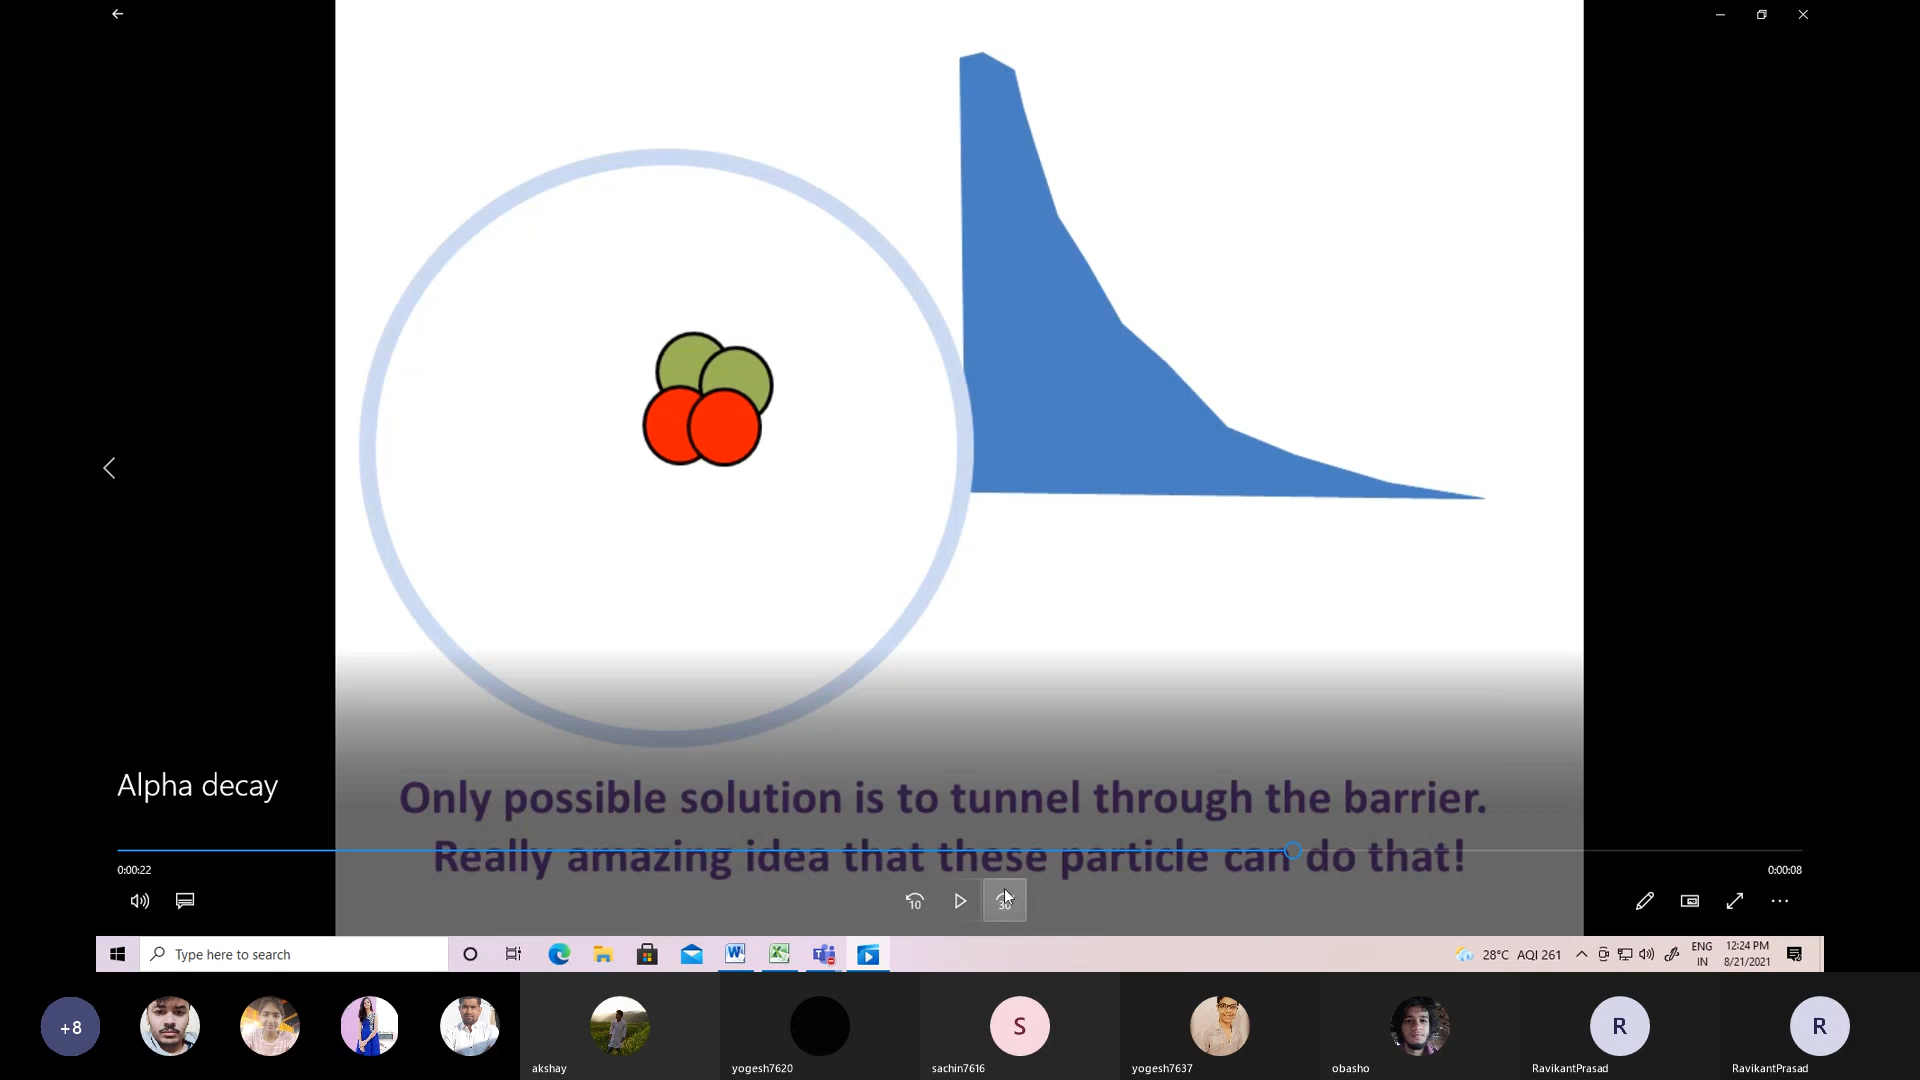 Alpha decay
Only possible solution is to tunnel through the barrier.
Really amazing idea that these particle can do that!
0:00:22
0:00:08
10
30
Type here to search
28°C AQI 261
ENG
IN
12:24 PM
8/21/2021
+8
S
R
R
akshay
yogesh7620
sachin7616
yogesh7637
obasho
RavikantPrasad
RavikantPrasad